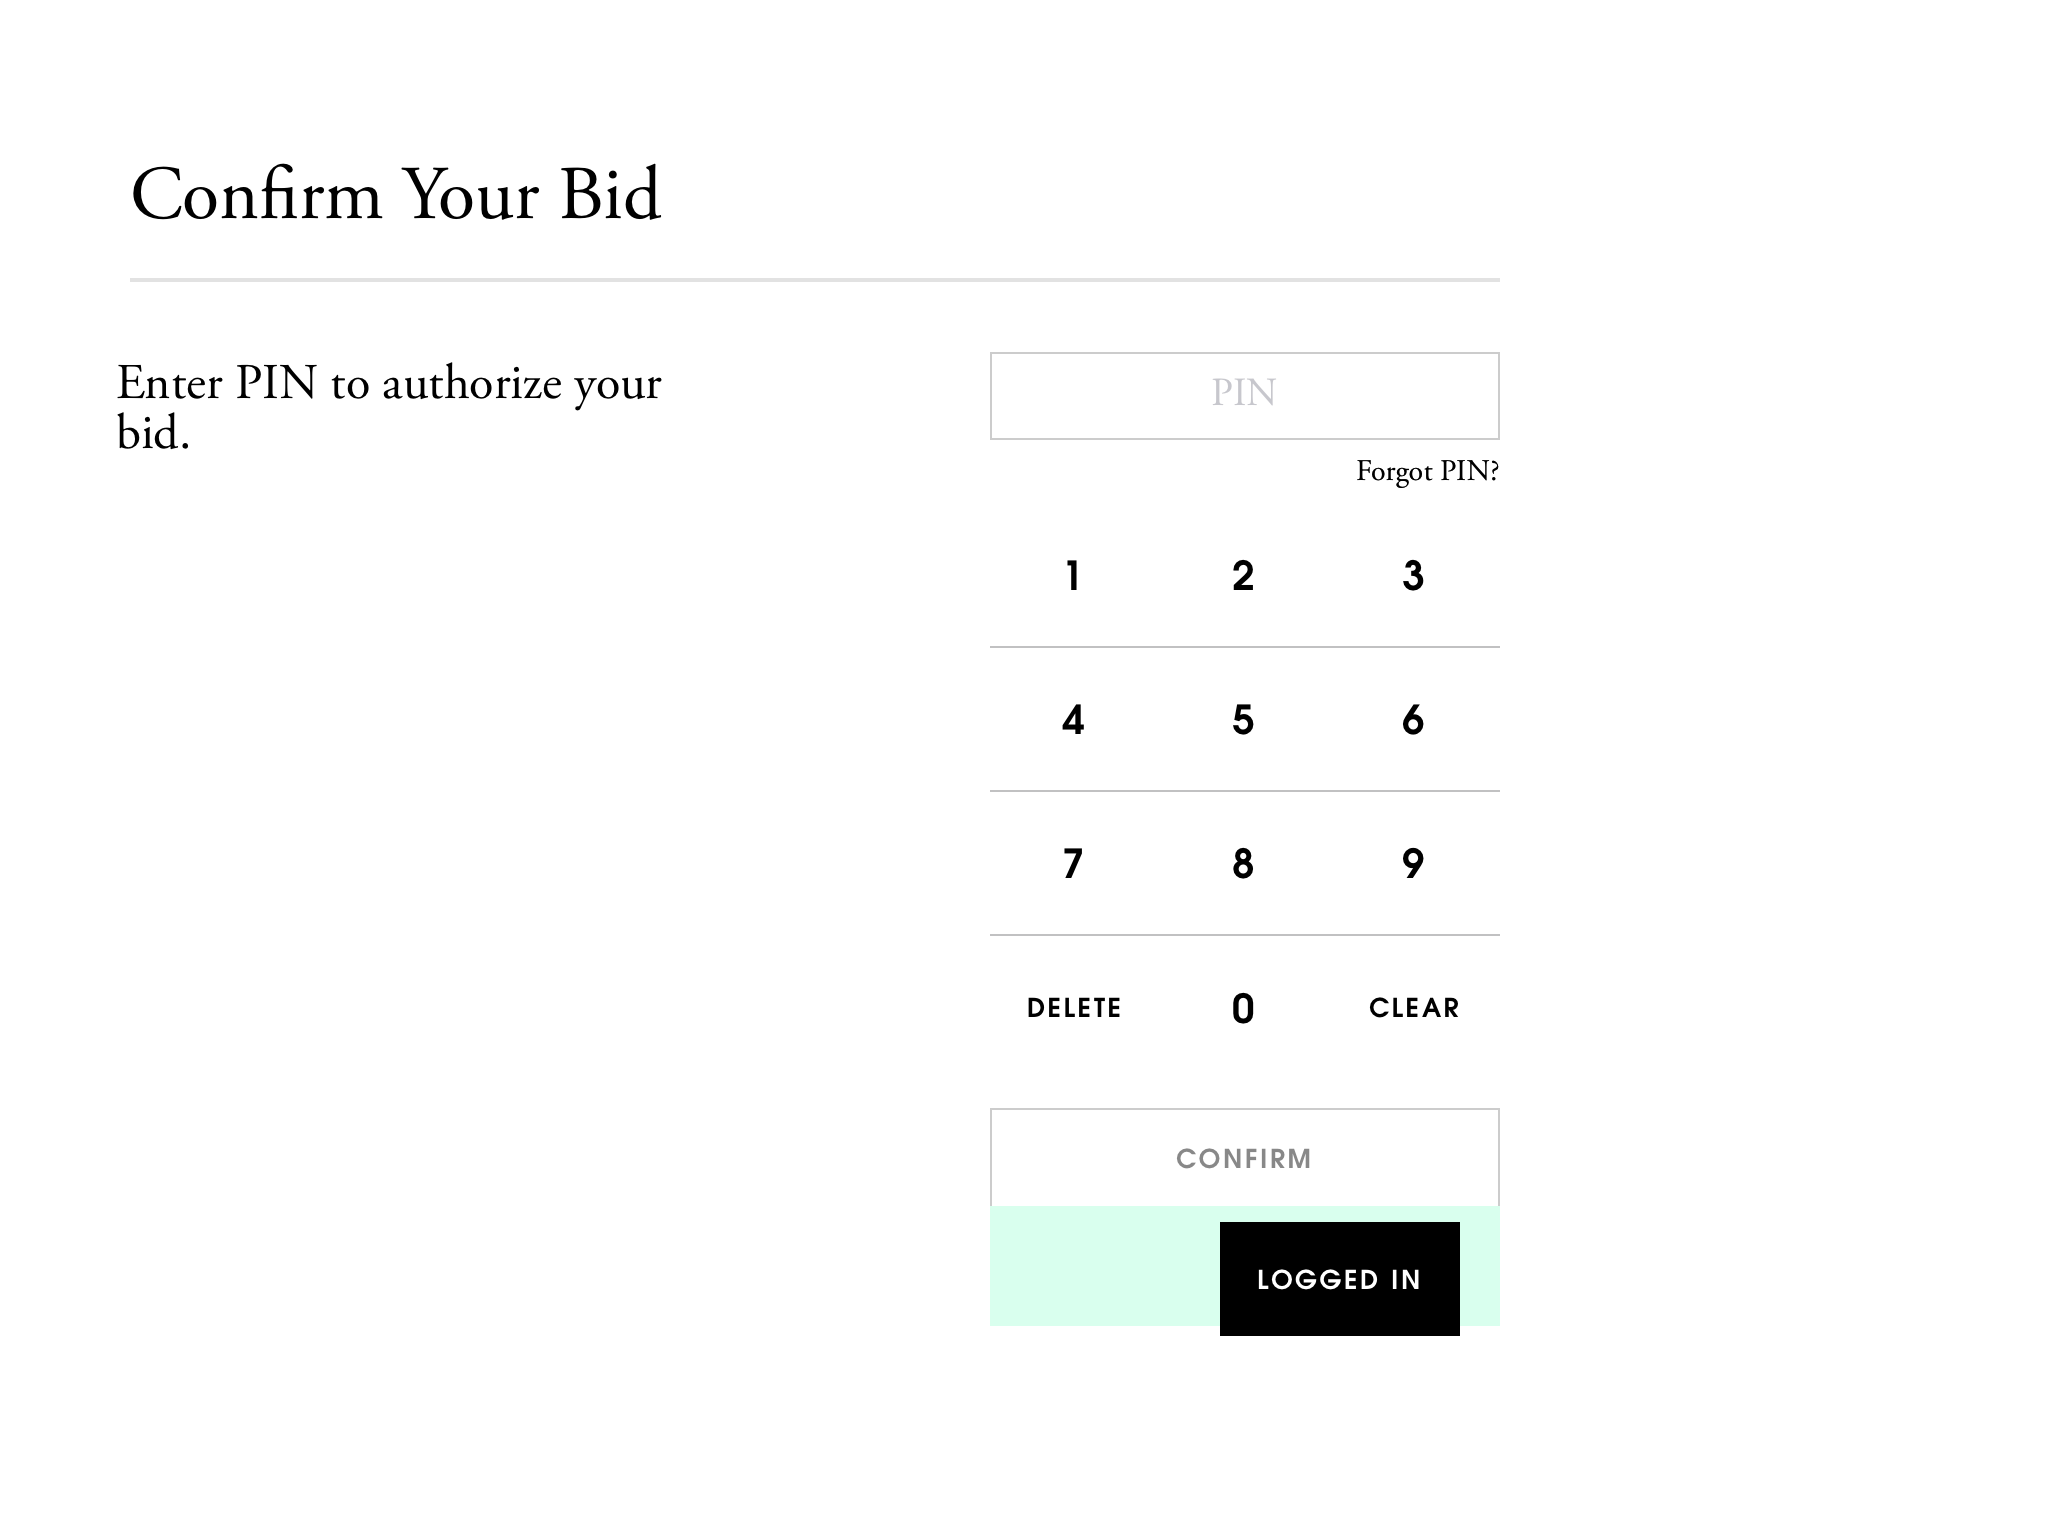 Confirm Your Bid
Enter PIN to authorize your
bid.
PIN
Forgot PIN?
1 2 3
4 5 6
7 8 9
DELETE 0 CLEAR
CONFIRM
LOGGED IN